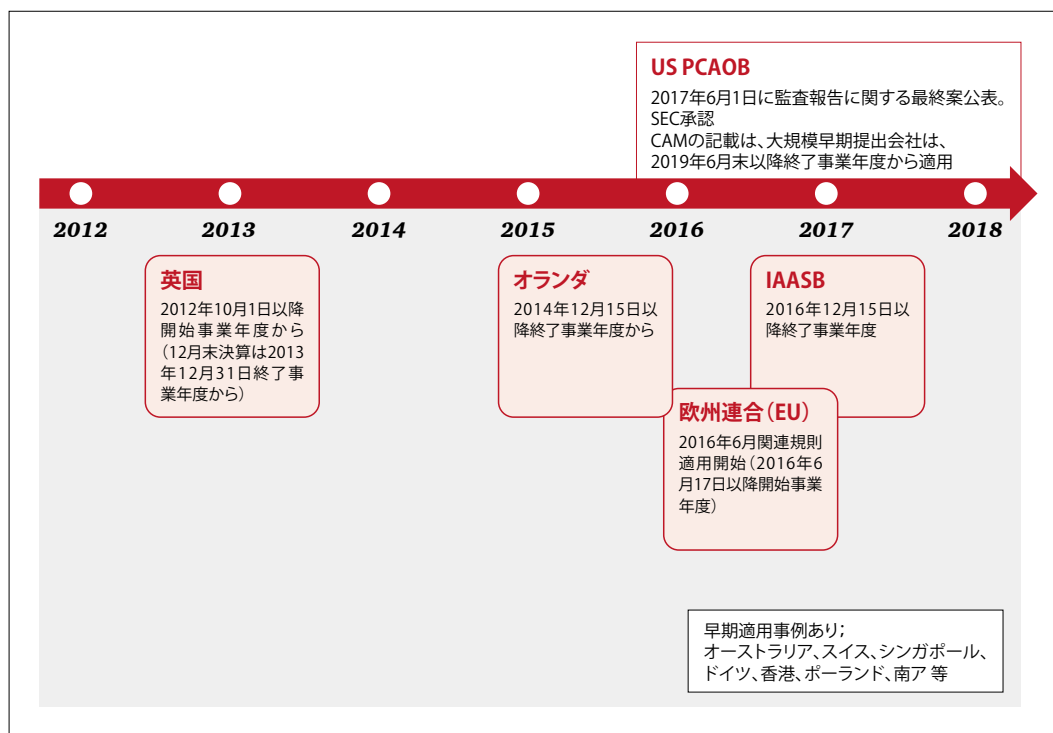 US PCAOB
2017年6月1日に監査報告に関する最終案公表。
SEC承認
CAMの記載は、大規模早期提出会社は、
2019年6月末以降終了事業年度から適用
2012
2013
2014
2015
2016
2017
2018
英国
2012年10月1日以降
開始事業年度から
（12月末決算は2013
年12月31日終了事
業年度から）
オランダ
2014年12月15日以
降終了事業年度から
IAASB
2016年12月15日以
降終了事業年度
欧州連合（EU）
2016年6月関連規則
適用開始（2016年6
月17日以降開始事業
年度）
早期適用事例あり；
オーストラリア、スイス、シンガポール、
ドイツ、香港、ポーランド、南ア 等